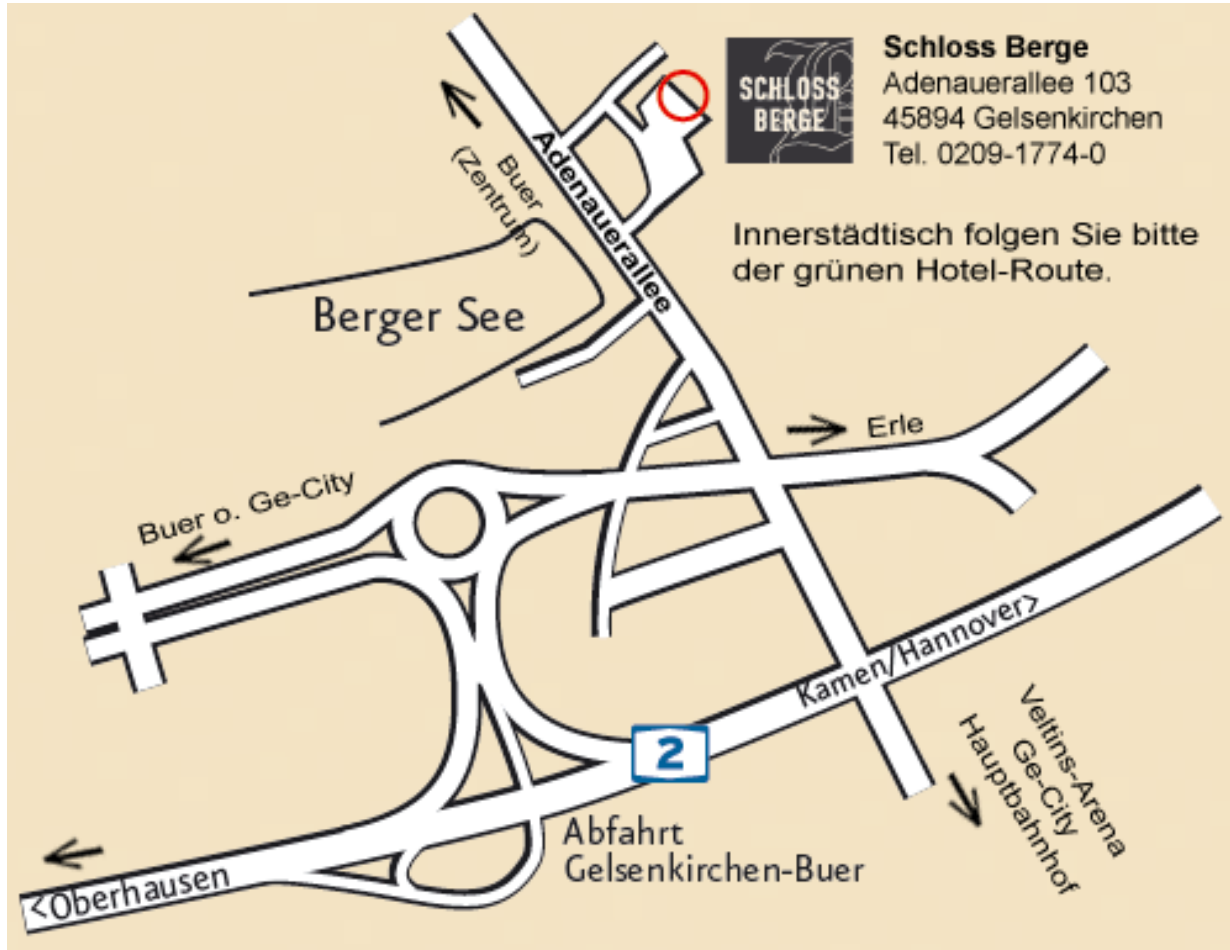 SCHLOSS
BERGE
Schloss Berge
Adenauerallee 103
45894 Gelsenkirchen
Tel. 0209-1774-0
Innerstädtisch folgen Sie bitte
der grünen Hotel-Route.
Adenauerallee
Buer
(Zentrum)
Berger See
Erle
Buer o. Ge-City
Kamen/Hannover>
2
Veltins-Arena
Ge-City
Hauptbahnhof
Abfahrt
Gelsenkirchen-Buer
<Oberhausen